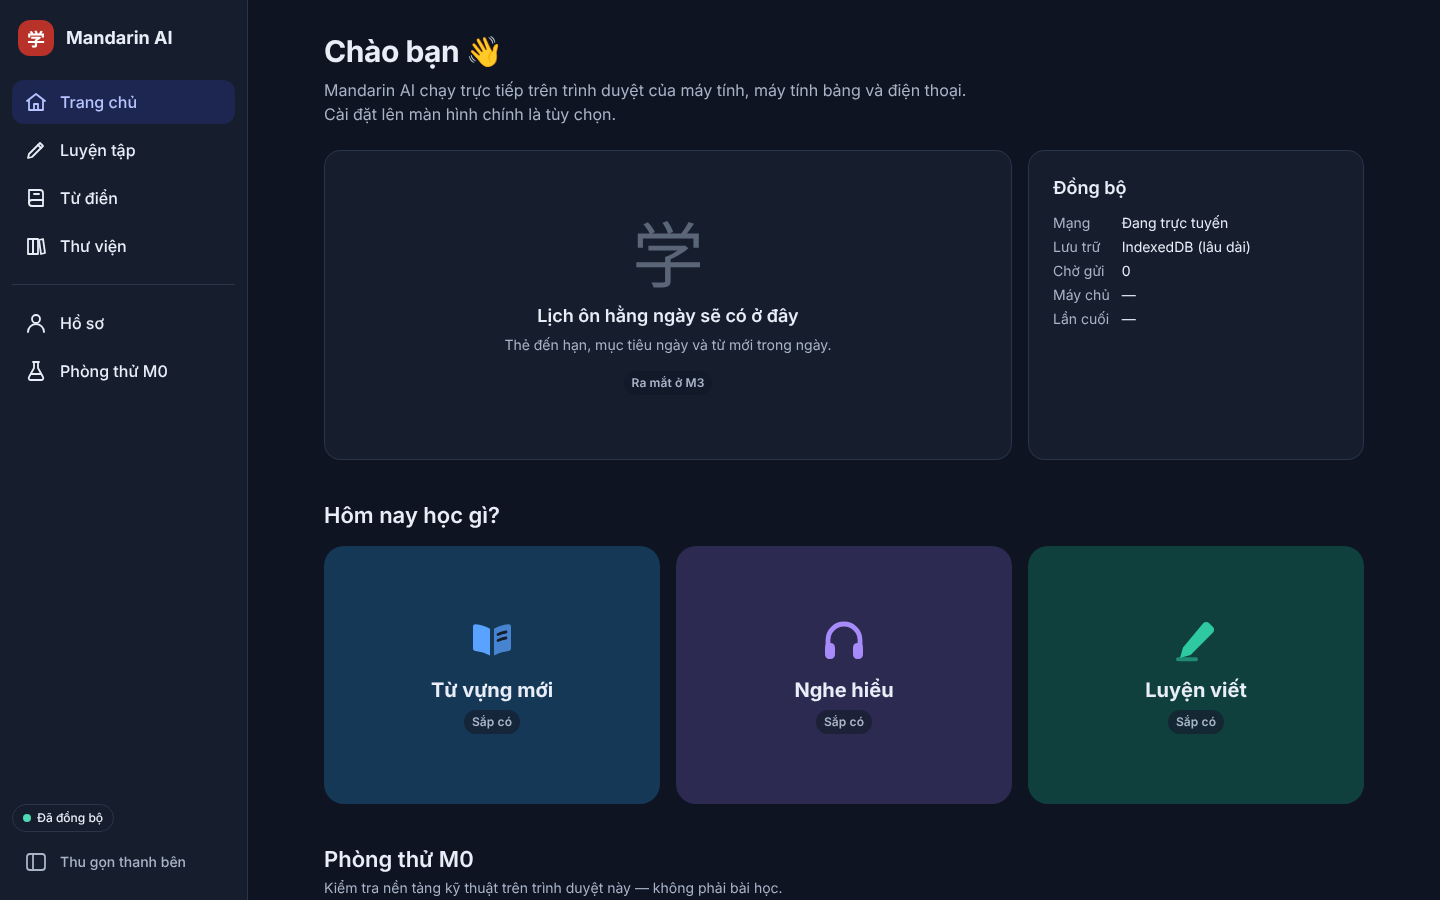 学 Mandarin AI
Trang chủ
Luyện tập
Từ điển
Thư viện
Hồ sơ
Phòng thử M0
Đã đồng bộ
Thu gọn thanh bên
Chào bạn 👋
Mandarin AI chạy trực tiếp trên trình duyệt của máy tính, máy tính bảng và điện thoại.
Cài đặt lên màn hình chính là tùy chọn.
学
Lịch ôn hằng ngày sẽ có ở đây
Thẻ đến hạn, mục tiêu ngày và từ mới trong ngày.
Ra mắt ở M3
Đồng bộ
Mạng Đang trực tuyến
Lưu trữ IndexedDB (lâu dài)
Chờ gửi 0
Máy chủ —
Lần cuối —
Hôm nay học gì?
Từ vựng mới
Sắp có
Nghe hiểu
Sắp có
Luyện viết
Sắp có
Phòng thử M0
Kiểm tra nền tảng kỹ thuật trên trình duyệt này — không phải bài học.